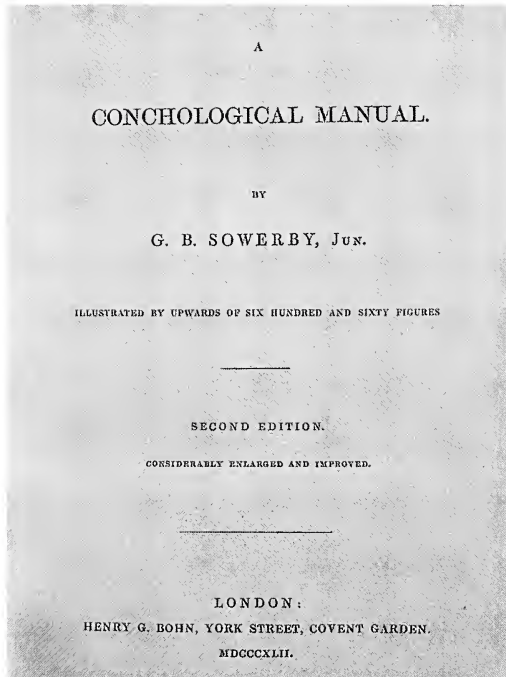 A
CONCHOLOGICAL MANUAL.
BY
G. B. SOWERBY, Jun.
ILLUSTRATED BY UPWARDS OF SIX HUNDRED AND SIXTY FIGURES
SECOND EDITION.
CONSIDERABLY ENLARGED AND IMPROVED.
LONDON:
HENRY G. BOHN, YORK STREET, COVENT GARDEN.
MDCCCXLII.